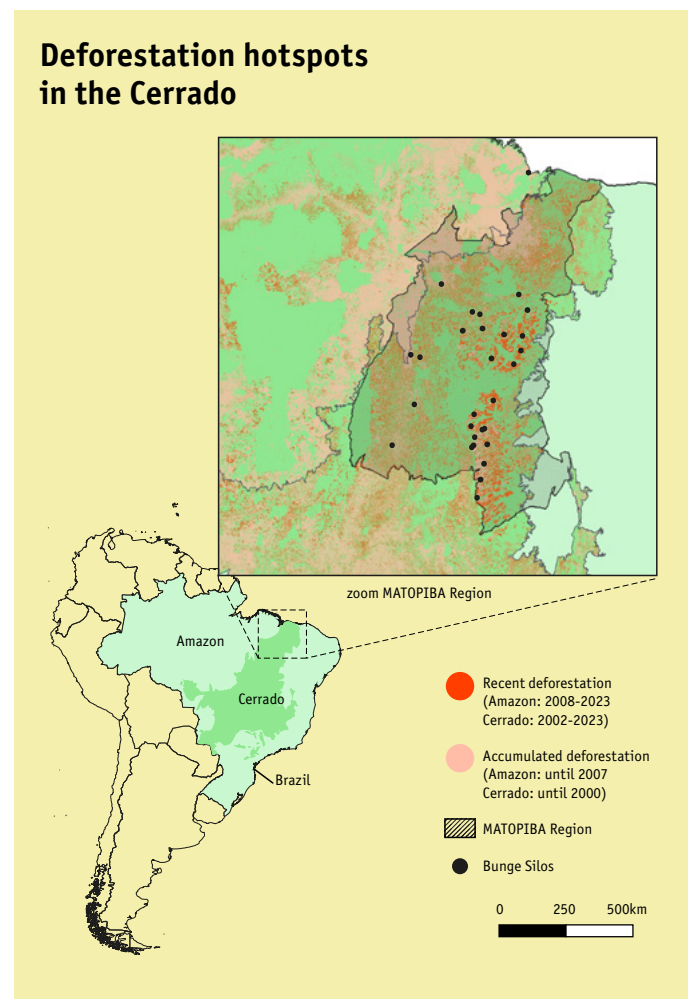 Deforestation hotspots
in the Cerrado
zoom MATOPIBA Region
Amazon
Cerrado
Brazil
Recent deforestation
(Amazon: 2008-2023
Cerrado: 2002-2023)
Accumulated deforestation
(Amazon: until 2007
Cerrado: until 2000)
MATOPIBA Region
Bunge Silos
0 250 500km